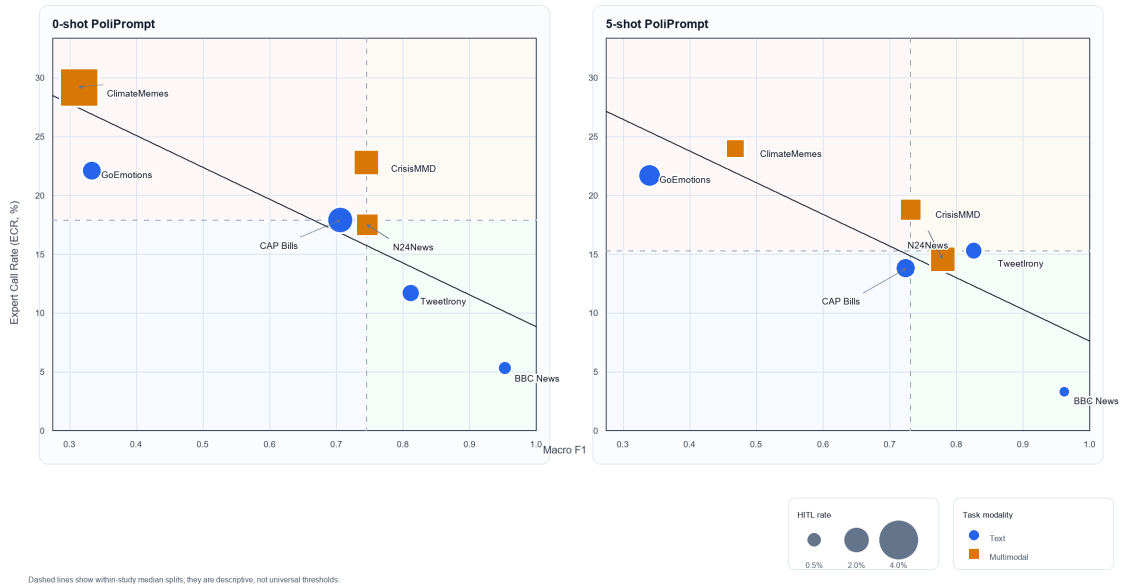 0-shot PoliPrompt
5-shot PoliPrompt
Expert Call Rate (ECR, %)
30
25
20
15
10
5
0
ClimateMemes
GoEmotions
CrisisMMD
CAP Bills
N24News
TweetIrony
BBC News
0.3 0.4 0.5 0.6 0.7 0.8 0.9 1.0
Macro F1
30
25
20
15
10
5
0
ClimateMemes
GoEmotions
CrisisMMD
N24News
TweetIrony
CAP Bills
BBC News
0.3 0.4 0.5 0.6 0.7 0.8 0.9 1.0
HITL rate
0.5% 2.0% 4.0%
Task modality
Text
Multimodal
Dashed lines show within-study median splits; they are descriptive, not universal thresholds.